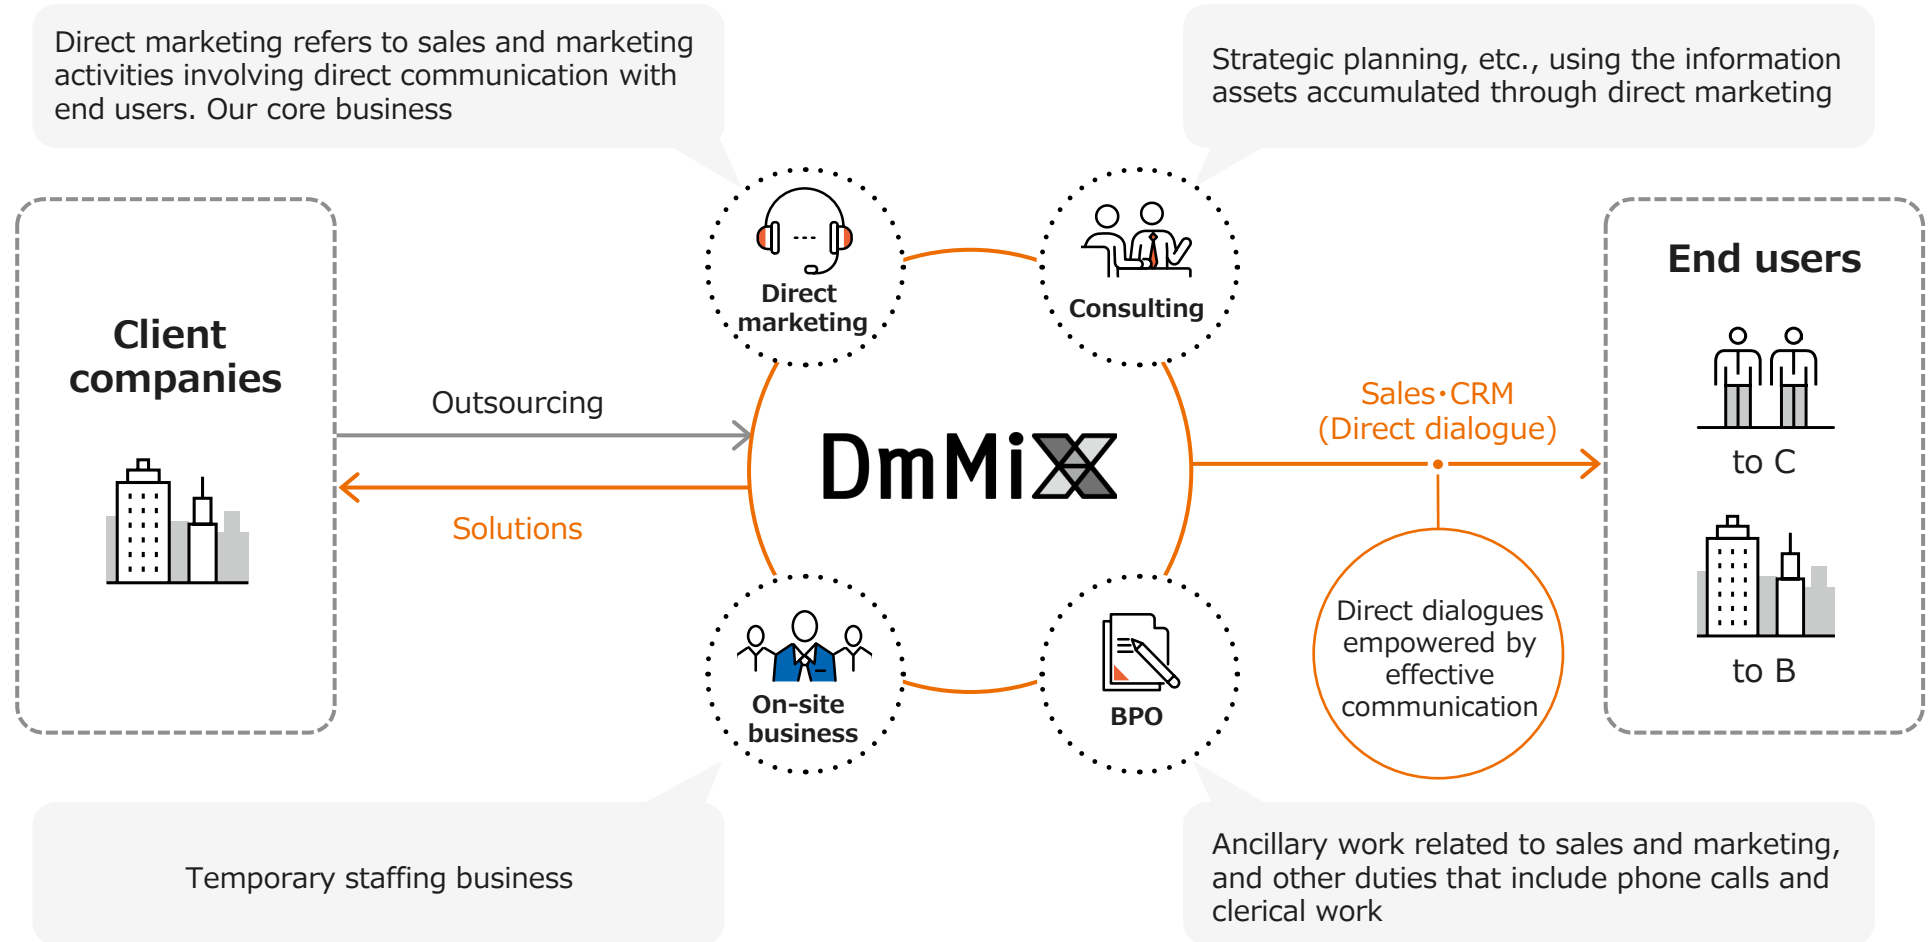 Direct marketing refers to sales and marketing
activities involving direct communication with
end users. Our core business
Strategic planning, etc., using the information
assets accumulated through direct marketing
Client
companies
Outsourcing
Solutions
Direct
marketing
Consulting
DmMiX
On-site
business
BPO
Sales・CRM
(Direct dialogue)
Direct dialogues
empowered by
effective
communication
End users
to C
to B
Temporary staffing business
Ancillary work related to sales and marketing,
and other duties that include phone calls and
clerical work